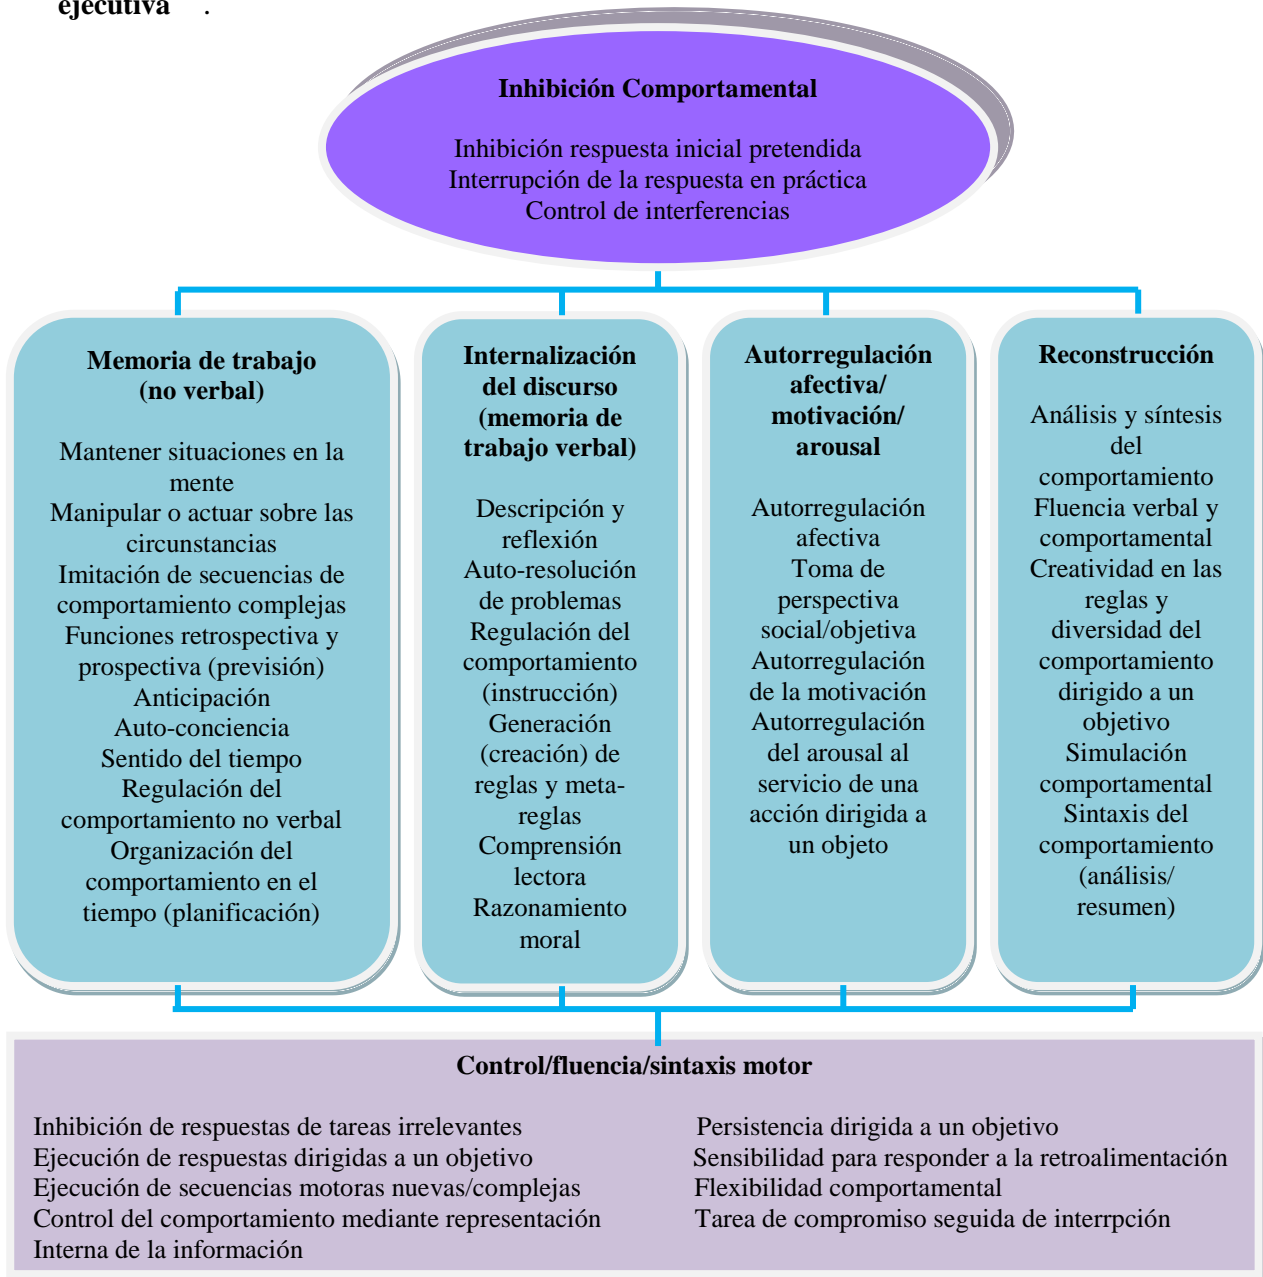 ejecutiva .
Inhibición Comportamental
Inhibición respuesta inicial pretendida
Interrupción de la respuesta en práctica
Control de interferencias
Memoria de trabajo
(no verbal)
Mantener situaciones en la
mente
Manipular o actuar sobre las
circunstancias
Imitación de secuencias de
comportamiento complejas
Funciones retrospectiva y
prospectiva (previsión)
Anticipación
Auto-conciencia
Sentido del tiempo
Regulación del
comportamiento no verbal
Organización del
comportamiento en el
tiempo (planificación)
Internalización
del discurso
(memoria de
trabajo verbal)
Descripción y
reflexión
Auto-resolución
de problemas
Regulación del
comportamiento
(instrucción)
Generación
(creación) de
reglas y meta-
reglas
Comprensión
lectora
Razonamiento
moral
Autorregulación
afectiva/
motivación/
arousal
Autorregulación
afectiva
Toma de
perspectiva
social/objetiva
Autorregulación
de la motivación
Autorregulación
del arousal al
servicio de una
acción dirigida a
un objeto
Reconstrucción
Análisis y síntesis
del
comportamiento
Fluencia verbal y
comportamental
Creatividad en las
reglas y
diversidad del
comportamiento
dirigido a un
objetivo
Simulación
comportamental
Sintaxis del
comportamiento
(análisis/
resumen)
Control/fluencia/sintaxis motor
Inhibición de respuestas de tareas irrelevantes
Ejecución de respuestas dirigidas a un objetivo
Ejecución de secuencias motoras nuevas/complejas
Control del comportamiento mediante representación
Interna de la información
Persistencia dirigida a un objetivo
Sensibilidad para responder a la retroalimentación
Flexibilidad comportamental
Tarea de compromiso seguida de interrpción